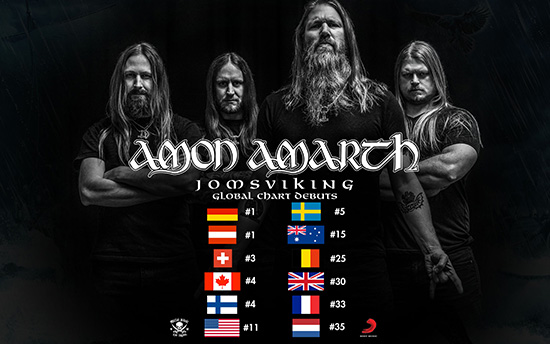 AMON AMARTH
JOMSVIKING
GLOBAL CHART DEBUTS
#1 #5
#1 #15
#3 #25
#4 #30
#4 #33
#11 #35